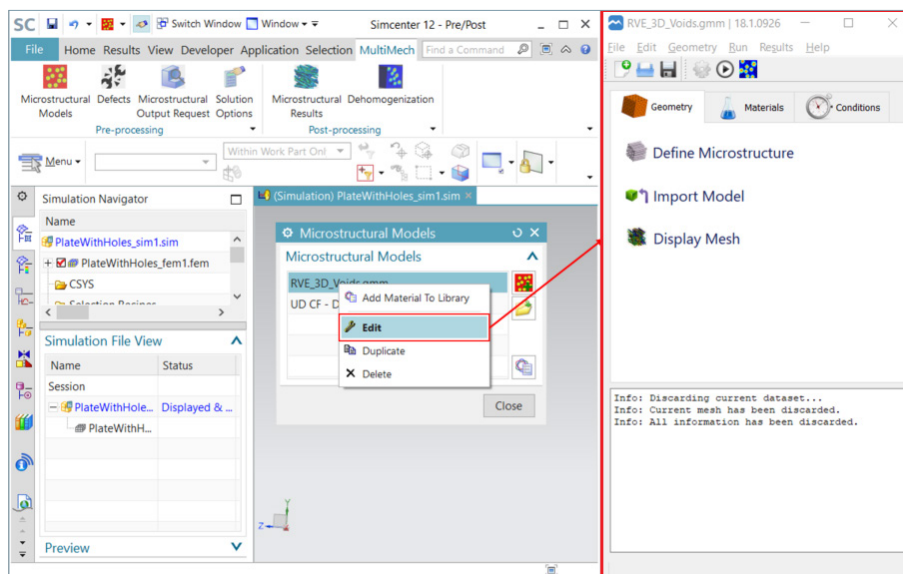 SC
Switch Window
Window
Simcenter 12 - Pre/Post
File
Home Results View Developer Application Selection MultiMech
Find a Command
Microstructural Models
Defects
Microstructural Output Request
Solution Options
Microstructural Results
Dehomogenization
Pre-processing
Post-processing
Menu
Within Work Part Onl
Simulation Navigator
Name
PlateWithHoles_sim1.sim
PlateWithHoles_fem1.fem
CSYS
Simulation File View
Name Status
Session
PlateWithHole... Displayed & ...
PlateWithH...
Preview
(Simulation) PlateWithHoles_sim1.sim
Microstructural Models
Microstructural Models
RVE_3D_Voids.gmm
UD CF - D
Add Material To Library
Edit
Duplicate
Delete
Close
Y
Z
RVE_3D_Voids.gmm | 18.1.0926
File Edit Geometry Run Results Help
Geometry
Materials
Conditions
Define Microstructure
Import Model
Display Mesh
Info: Discarding current dataset...
Info: Current mesh has been discarded.
Info: All information has been discarded.